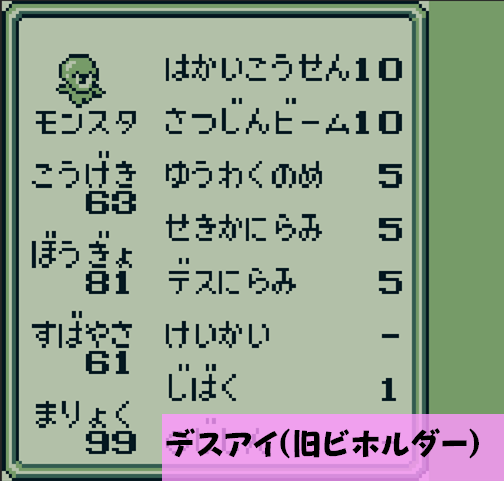 はかいこうせん10
モンスタ さつじんビーム10
こうげき ゆうわくのめ 5
63
せきかにらみ 5
ぼうぎょ
81 デスにらみ 5
すばやさ けいかい -
61
じばく 1
まりょく
99
デスアイ(旧ビホルダー)